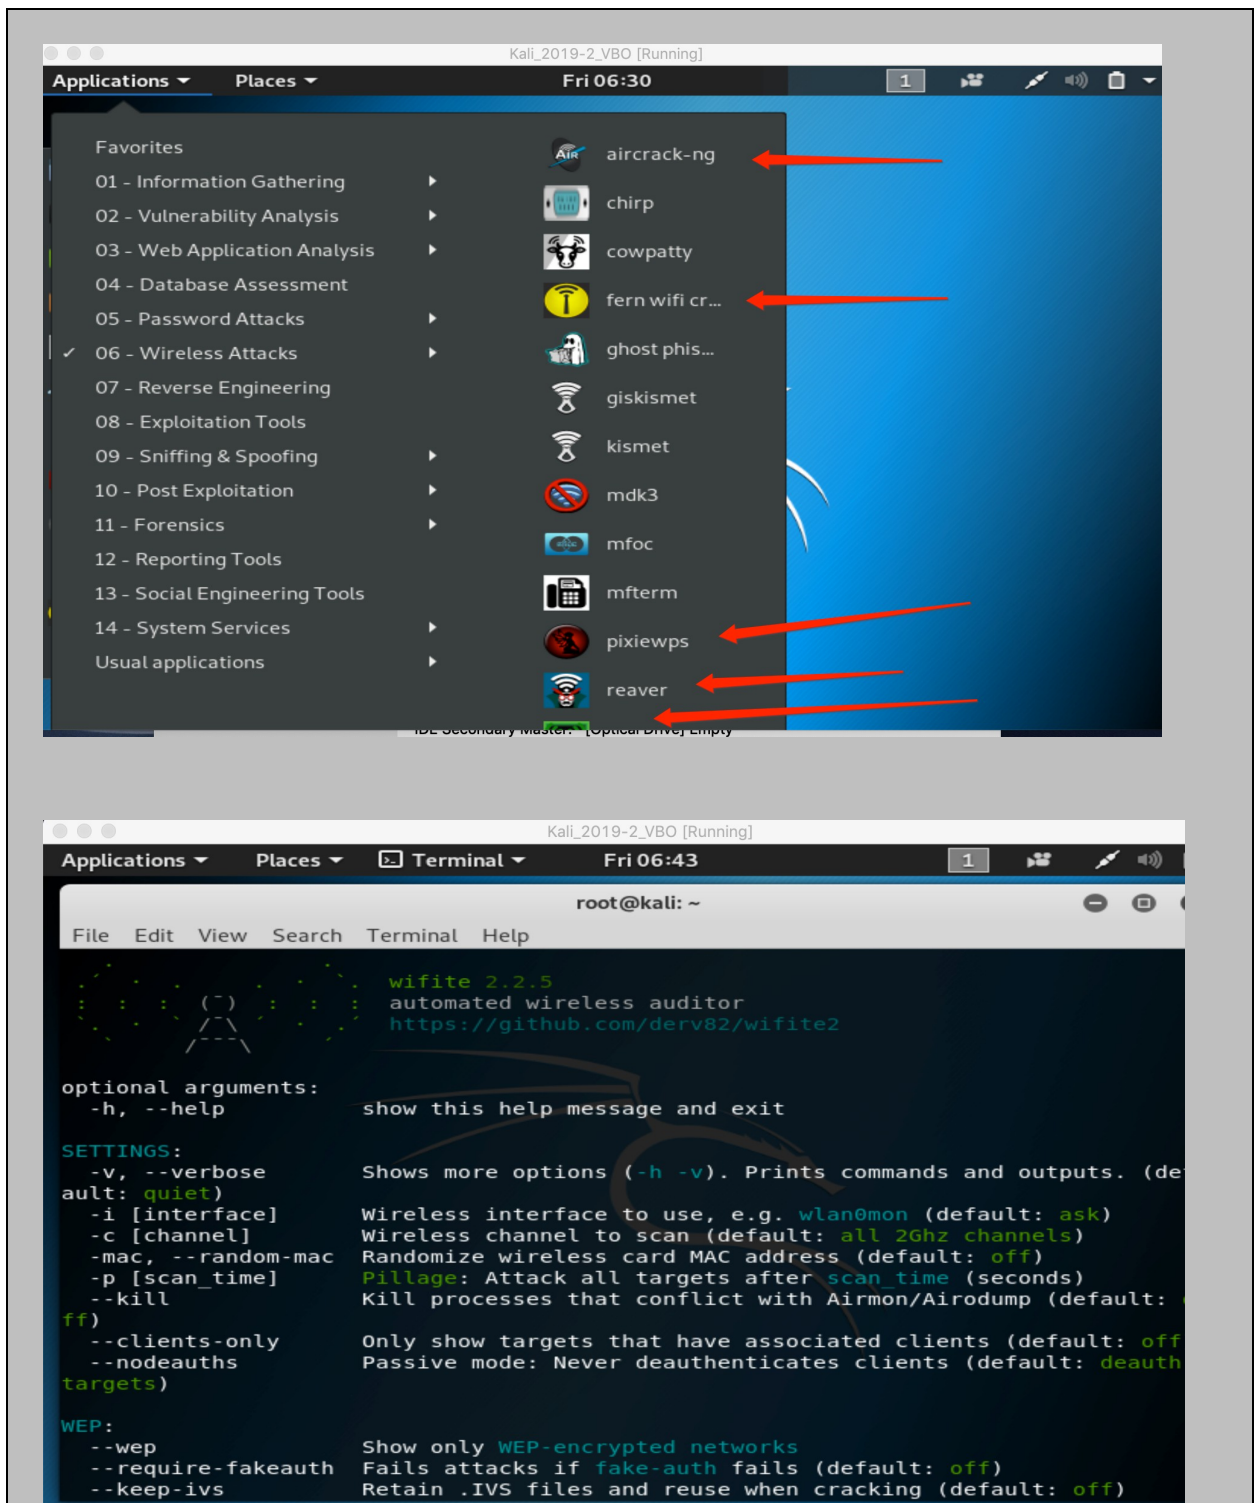 Kali_2019-2_VBO [Running]
Applications Places Fri 06:30 1
Favorites
01 - Information Gathering
02 - Vulnerability Analysis
03 - Web Application Analysis
04 - Database Assessment
05 - Password Attacks
✓ 06 - Wireless Attacks
07 - Reverse Engineering
08 - Exploitation Tools
09 - Sniffing & Spoofing
10 - Post Exploitation
11 - Forensics
12 - Reporting Tools
13 - Social Engineering Tools
14 - System Services
Usual applications
AIR aircrack-ng
chirp
cowpatty
fern wifi cr...
ghost phis...
giskismet
kismet
mdk3
mfoc
mfterm
pixiewps
reaver
IDE Secondary Master: [Optical Drive] Empty
Kali_2019-2_VBO [Running]
Applications Places Terminal Fri 06:43 1
root@kali: ~
File Edit View Search Terminal Help
wifite 2.2.5
automated wireless auditor
https://github.com/derv82/wifite2
optional arguments:
-h, --help show this help message and exit
SETTINGS:
-v, --verbose Shows more options (-h -v). Prints commands and outputs. (de
ault: quiet)
-i [interface] Wireless interface to use, e.g. wlan0mon (default: ask)
-c [channel] Wireless channel to scan (default: all 2Ghz channels)
-mac, --random-mac Randomize wireless card MAC address (default: off)
-p [scan_time] Pillage: Attack all targets after scan_time (seconds)
--kill Kill processes that conflict with Airmon/Airodump (default:
ff)
--clients-only Only show targets that have associated clients (default: off
--nodeauths Passive mode: Never deauthenticates clients (default: deauth
targets)
WEP:
--wep Show only WEP-encrypted networks
--require-fakeauth Fails attacks if fake-auth fails (default: off)
--keep-ivs Retain .IVS files and reuse when cracking (default: off)